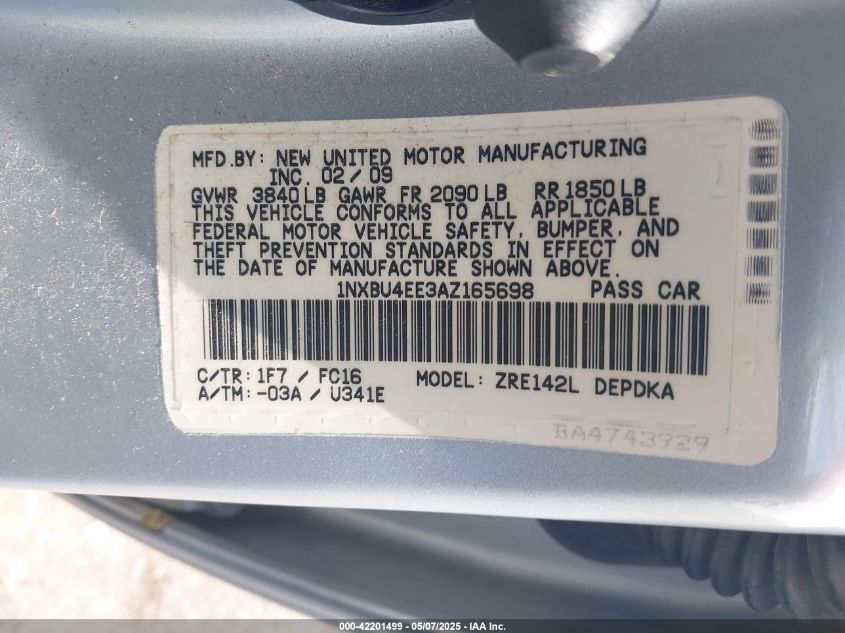 MFD.BY: NEW UNITED MOTOR MANUFACTURING
INC. 02 / 09
GVWR 3840 LB GAWR FR 2090 LB RR 1850 LB
THIS VEHICLE CONFORMS TO ALL APPLICABLE
FEDERAL MOTOR VEHICLE SAFETY, BUMPER, AND
THEFT PREVENTION STANDARDS IN EFFECT ON
THE DATE OF MANUFACTURE SHOWN ABOVE.
1NXBU4EE3AZ165698 PASS CAR
C/TR: 1F7 / FC16 MODEL: ZRE142L DEPDKA
A/TM: -03A / U341E
BA4743929
000-42201499 — 05/07/2025 — IAA Inc.